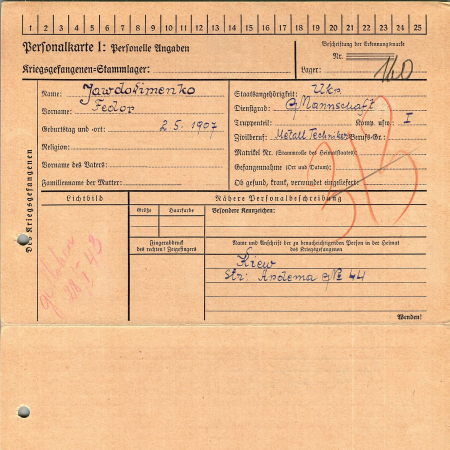 1 2 3 4 5 6 7 8 9 10 11 12 13 14 15 16 17 18 19 20 21 22 23 24 25
Personalkarte I: Personelle Angaben
Kriegsgefangenen=Stammlager:
Beschriftung der Erkennungsmarke
Nr.
Lager: 160
Des Kriegsgefangenen
Name: Jawdokimenko
Vorname: Fedor
Geburtstag und -ort: 2.5.1907
Religion:
Vorname des Vaters:
Familienname der Mutter:
Staatsangehörigkeit: Ukr.
Dienstgrad: Mannschaft
Truppenteil: Komp. usw.: I
Zivilberuf: Metall Techniker Berufs-Gr.:
Matrikel Nr. (Stammrolle des Heimatstaates):
Gefangennahme (Ort und Datum):
Ob gesund, krank, verwundet eingeliefert:
Lichtbild
Nähere Personalbeschreibung
Größe Haarfarbe Besondere Kennzeichen:
Fingerabdruck
des rechten Zeigefingers
Name und Anschrift der zu benachrichtigenden Person in der Heimat
des Kriegsgefangenen
Kiew
Str: Ardema № 44
Wenden!